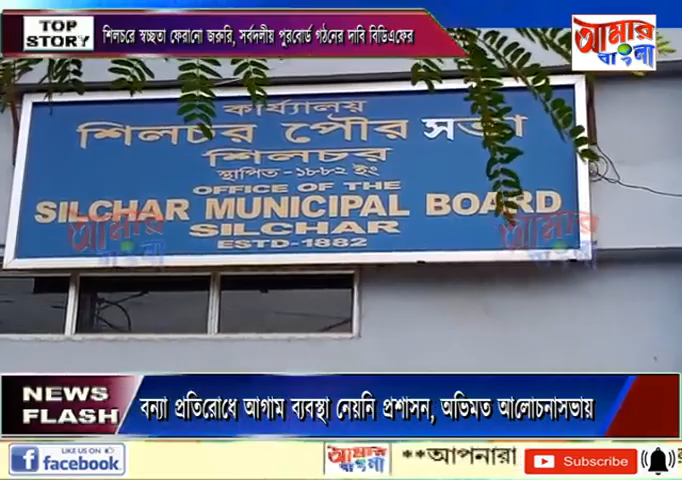 TOP
STORY
শিলচরে স্বচ্ছতা ফেরানো জরুরি, সর্বদলীয় পুরবোর্ড গঠনের দাবি বিডিএফের
আমার
বাংলা
কার্য্যালয়
শিলচর পৌর সভা
শিলচর
স্থাপিত-১৮৮২ ইং
OFFICE OF THE
SILCHAR MUNICIPAL BOARD
SILCHAR
ESTD-1882
আমার
বাংলা
আমার
বাংলা
NEWS
FLASH
বন্যা প্রতিরোধে আগাম ব্যবস্থা নেয়নি প্রশাসন, অভিমত আলোচনাসভায়
LIKE US ON
facebook
আমার
বাংলা
**আপনারা
Subscribe